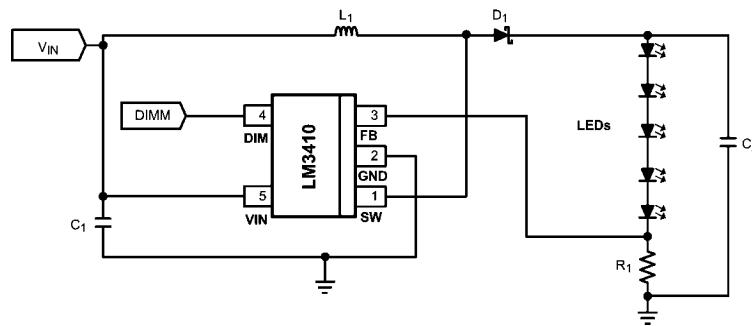 L1
D1
VIN
DIMM
4
3
DIM
FB
LM3410
2
GND
LEDs
C
5
1
VIN
SW
C1
R1